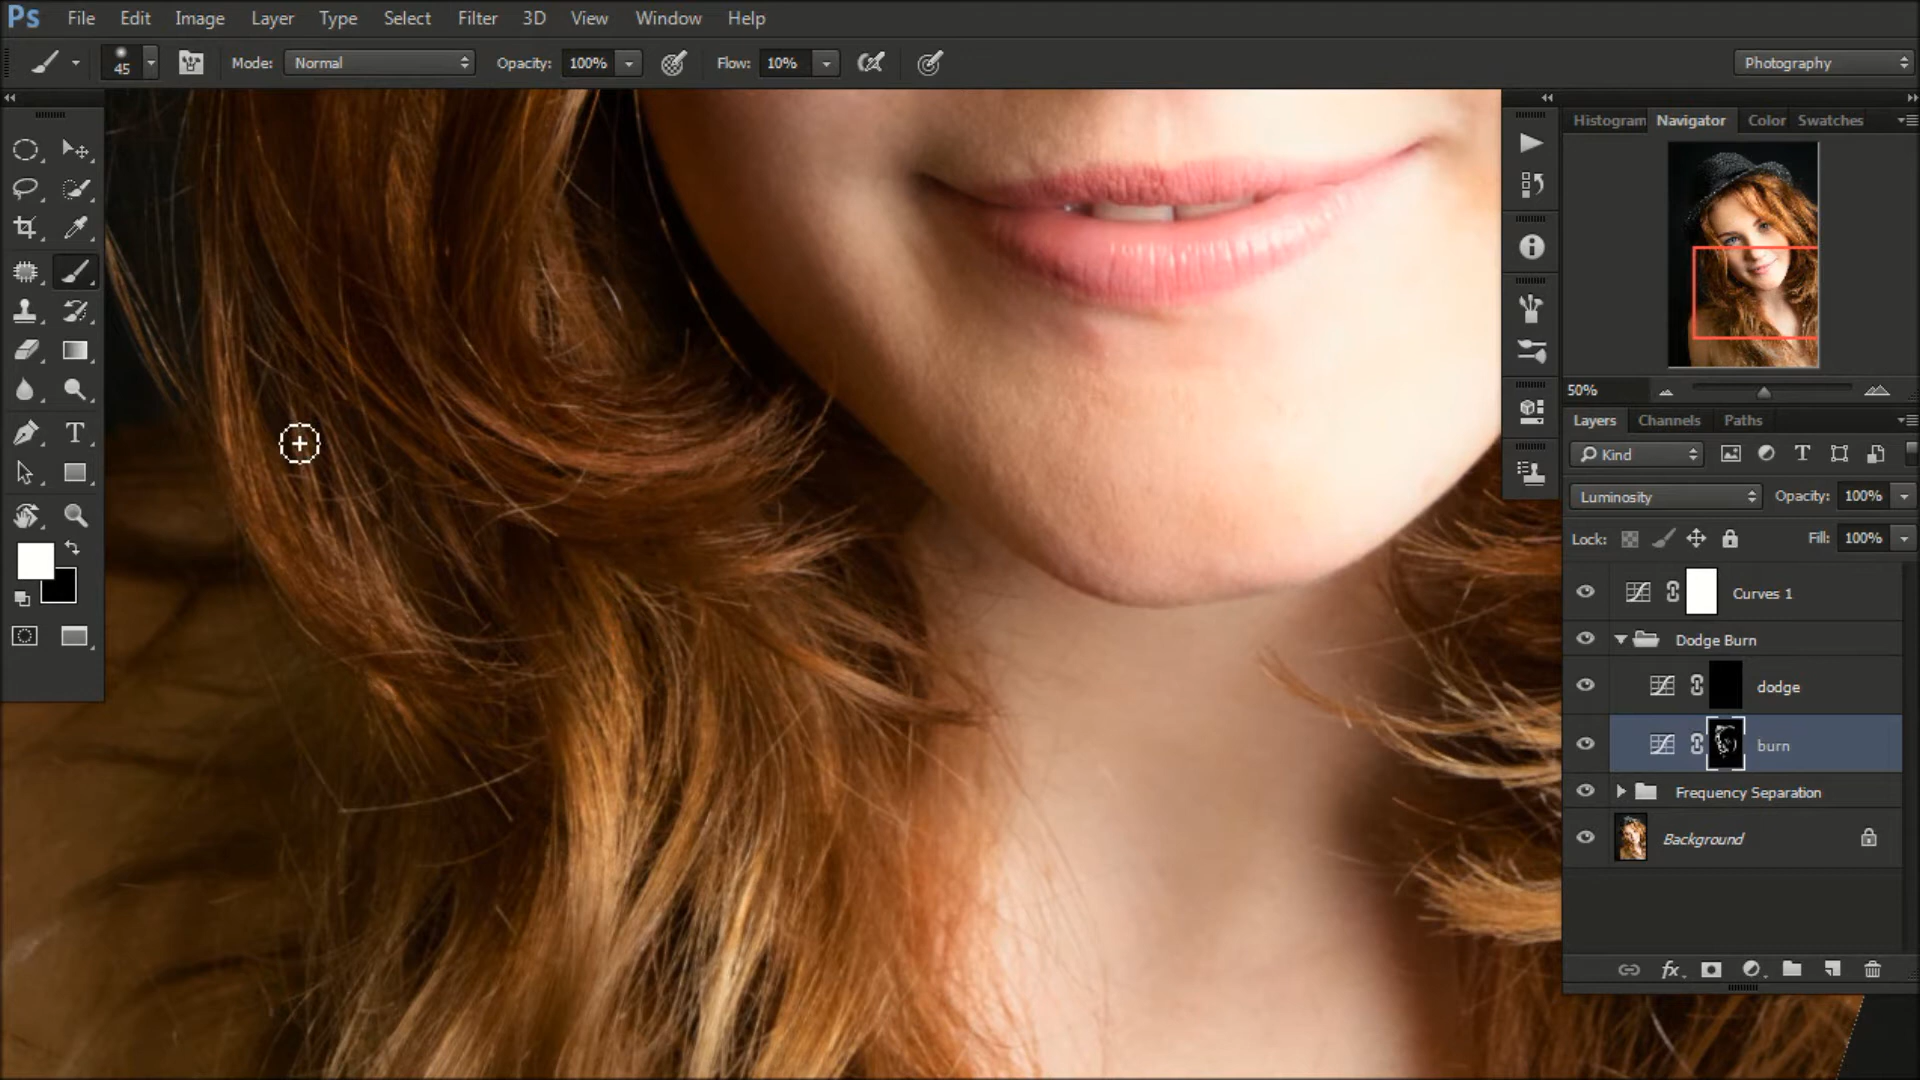 Ps File Edit Image Layer Type Select Filter 3D View Window Help
45 Mode: Normal Opacity: 100% Flow: 10% Photography
Histogram Navigator Color Swatches
50%
Layers Channels Paths
Kind T
Luminosity Opacity: 100%
Lock: Fill: 100%
Curves 1
Dodge Burn
dodge
burn
Frequency Separation
Background
fx
T